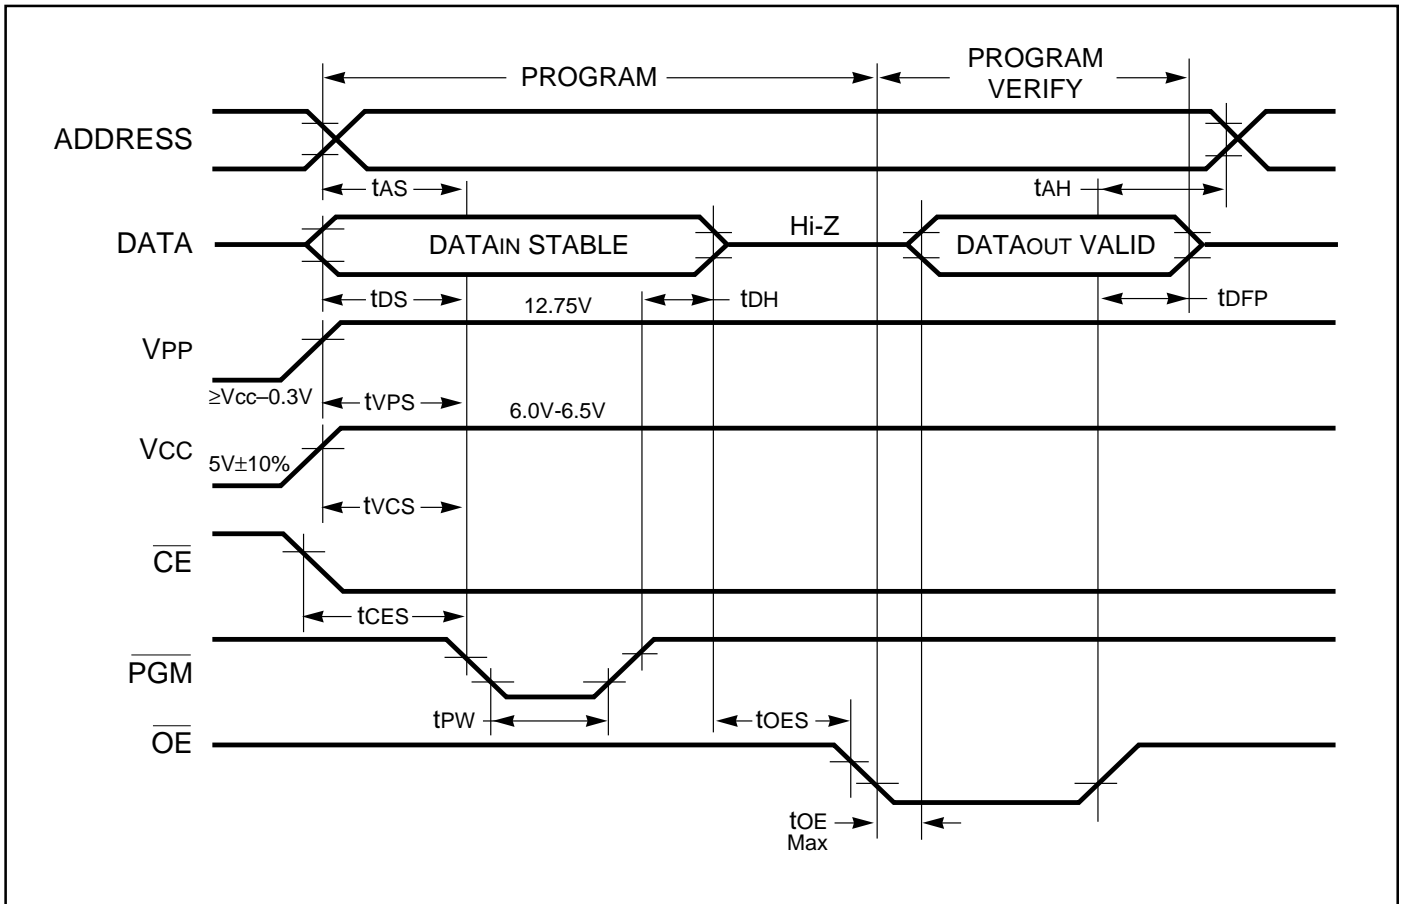 PROGRAM
PROGRAM
VERIFY
ADDRESS
tAS
tAH
DATA
DATAIN STABLE
Hi-Z
DATAOUT VALID
tDS
12.75V
tDH
tDFP
VPP
≥Vcc–0.3V
tVPS
6.0V-6.5V
VCC
5V±10%
tVCS
CE
tCES
PGM
tPW
tOES
OE
tOE
Max